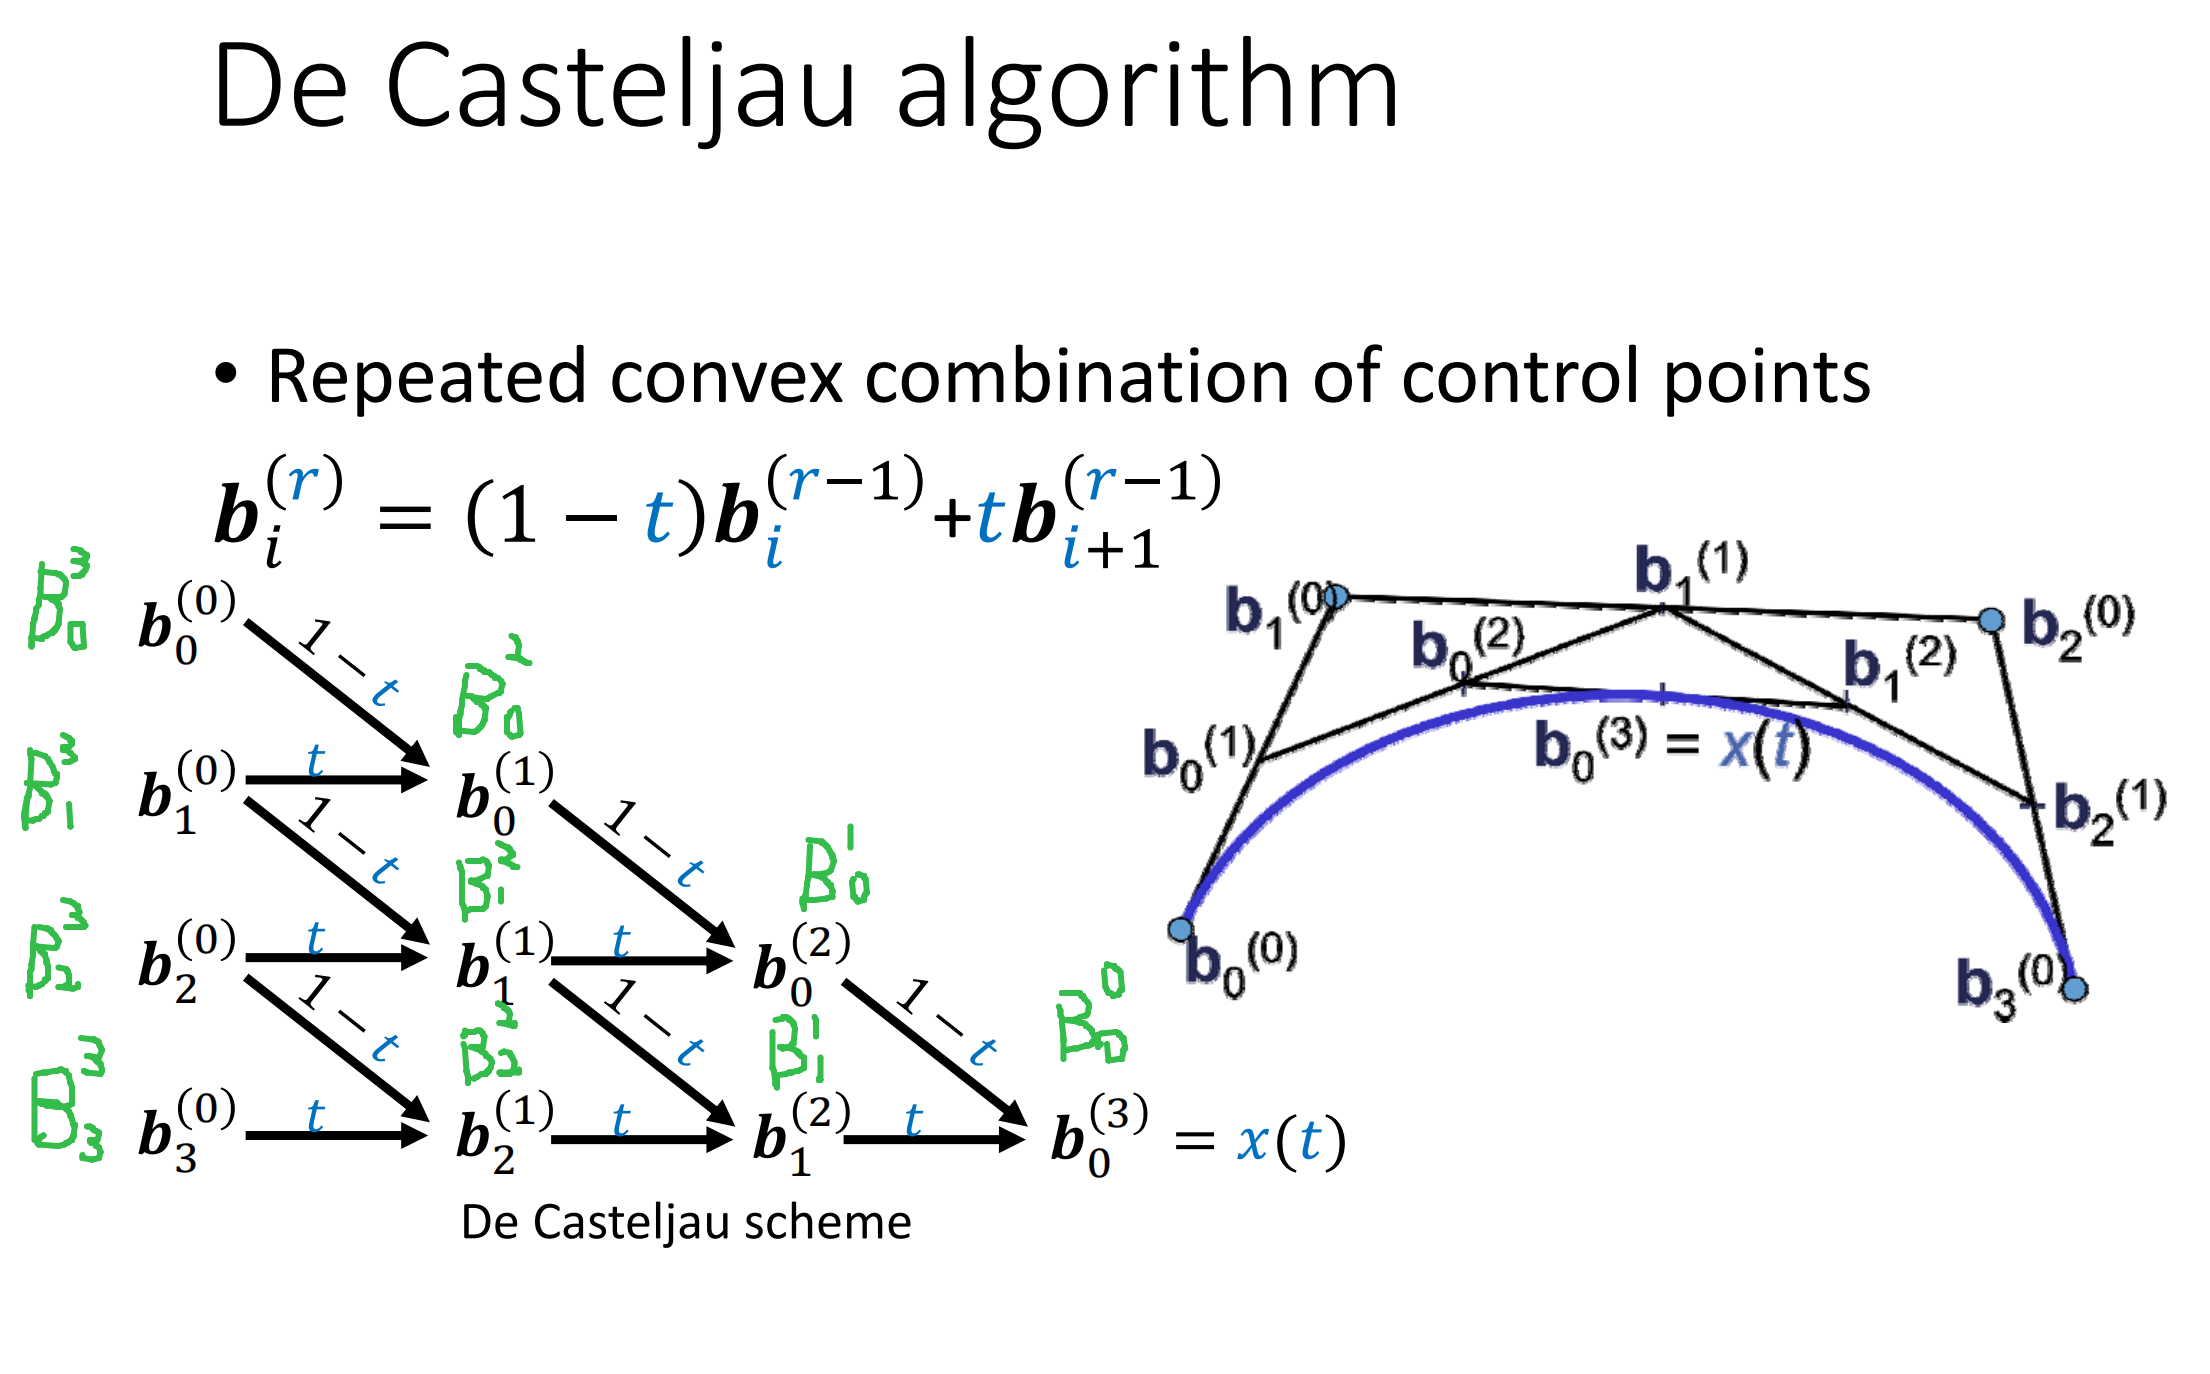 De Casteljau algorithm
• Repeated convex combination of control points
b_i^(r) = (1 − t)b_i^(r−1)+tb_{i+1}^(r−1)
B_0^3
b_0^(0)
1 − t
B_0^2
B_1^3
b_1^(0)
t
b_0^(1)
1 − t
1 − t
B_1^2
B_0^1
B_2^3
b_2^(0)
t
b_1^(1)
t
b_0^(2)
1 − t
1 − t
1 − t
B_2^2
B_1^1
B_0^0
B_3^3
b_3^(0)
t
b_2^(1)
t
b_1^(2)
t
b_0^(3) = x(t)
De Casteljau scheme
b_1^(1)
b_1^(0)
b_2^(0)
b_0^(2)
b_1^(2)
b_0^(1)
b_0^(3) = x(t)
b_2^(1)
b_0^(0)
b_3^(0)